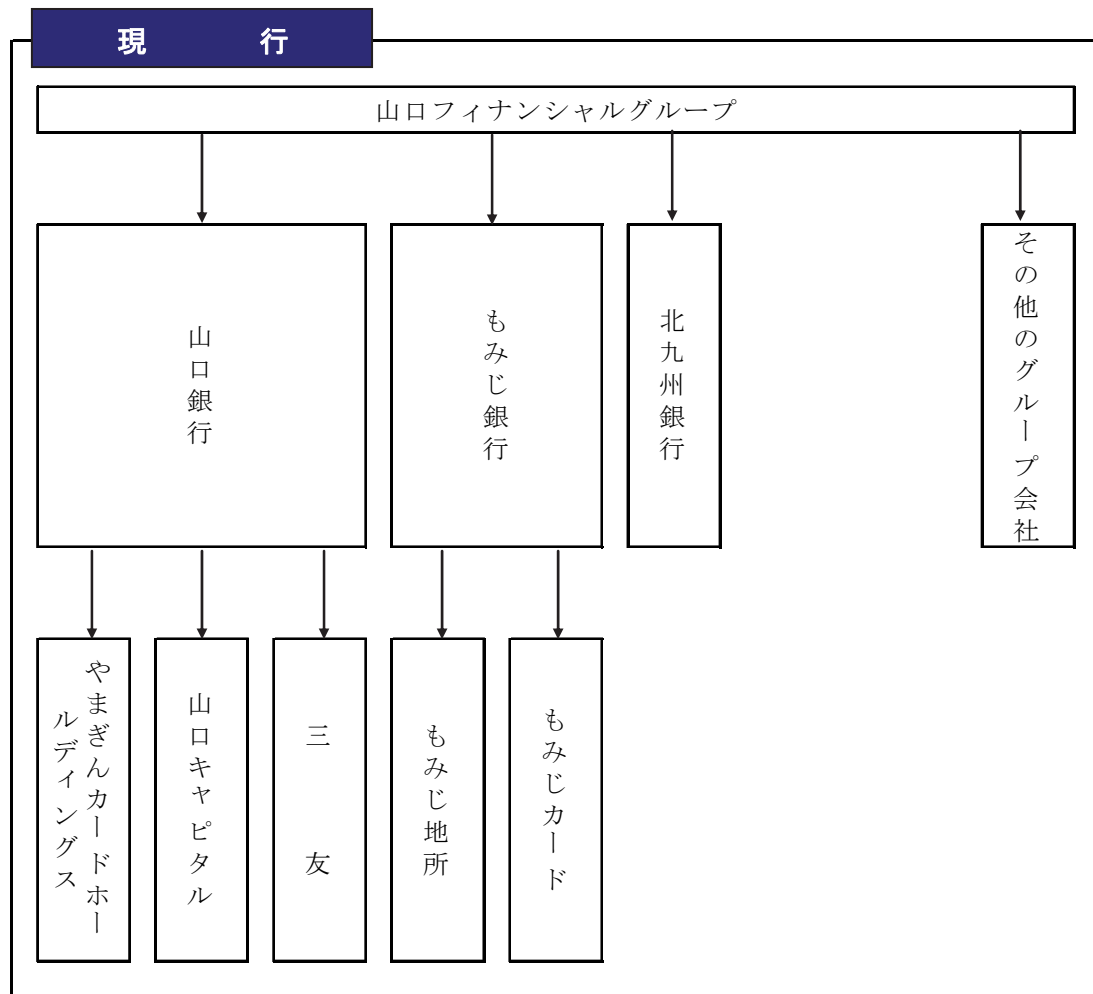 現 行
山口フィナンシャルグループ
山口銀行
もみじ銀行
北九州銀行
その他のグループ会社
やまぎんカードホー
ルディングス
山口キャピタル
三 友
もみじ地所
もみじカード